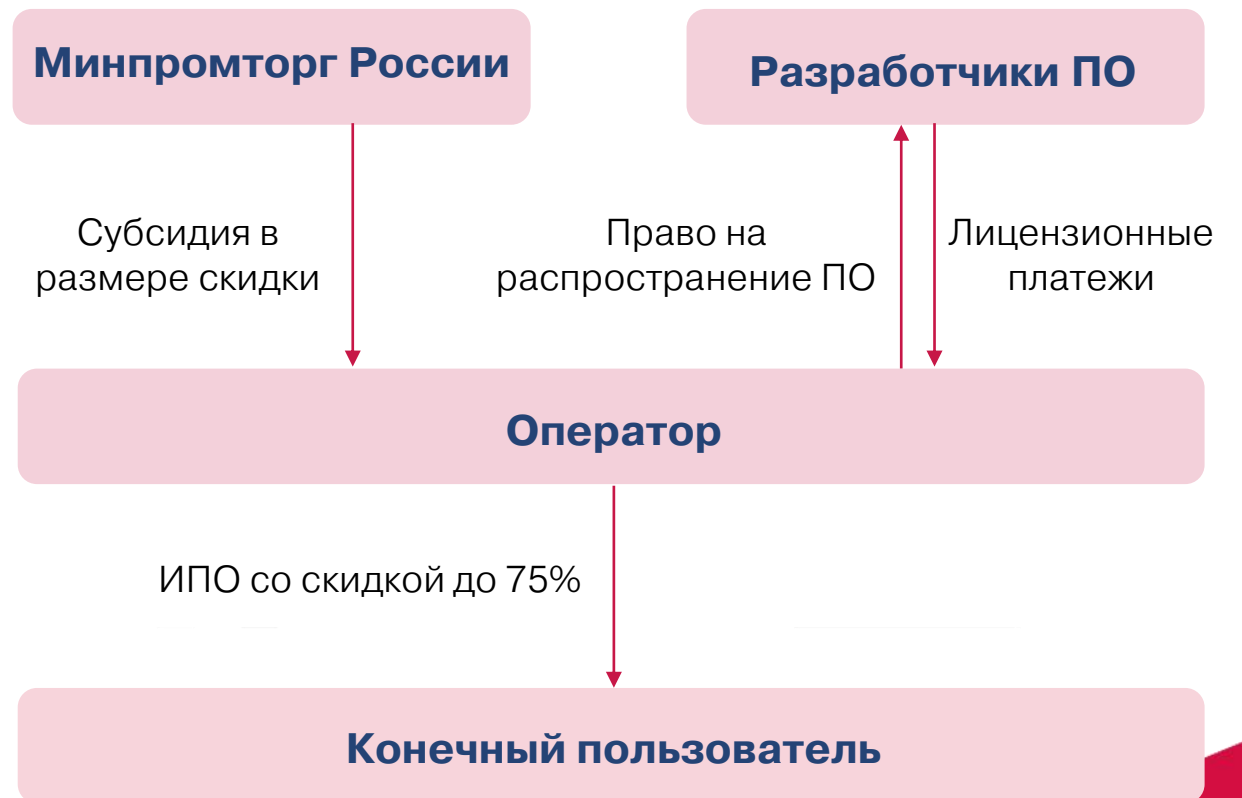 Минпромторг России
Разработчики ПО
Субсидия в
размере скидки
Право на
распространение ПО
Лицензионные
платежи
Оператор
ИПО со скидкой до 75%
Конечный пользователь